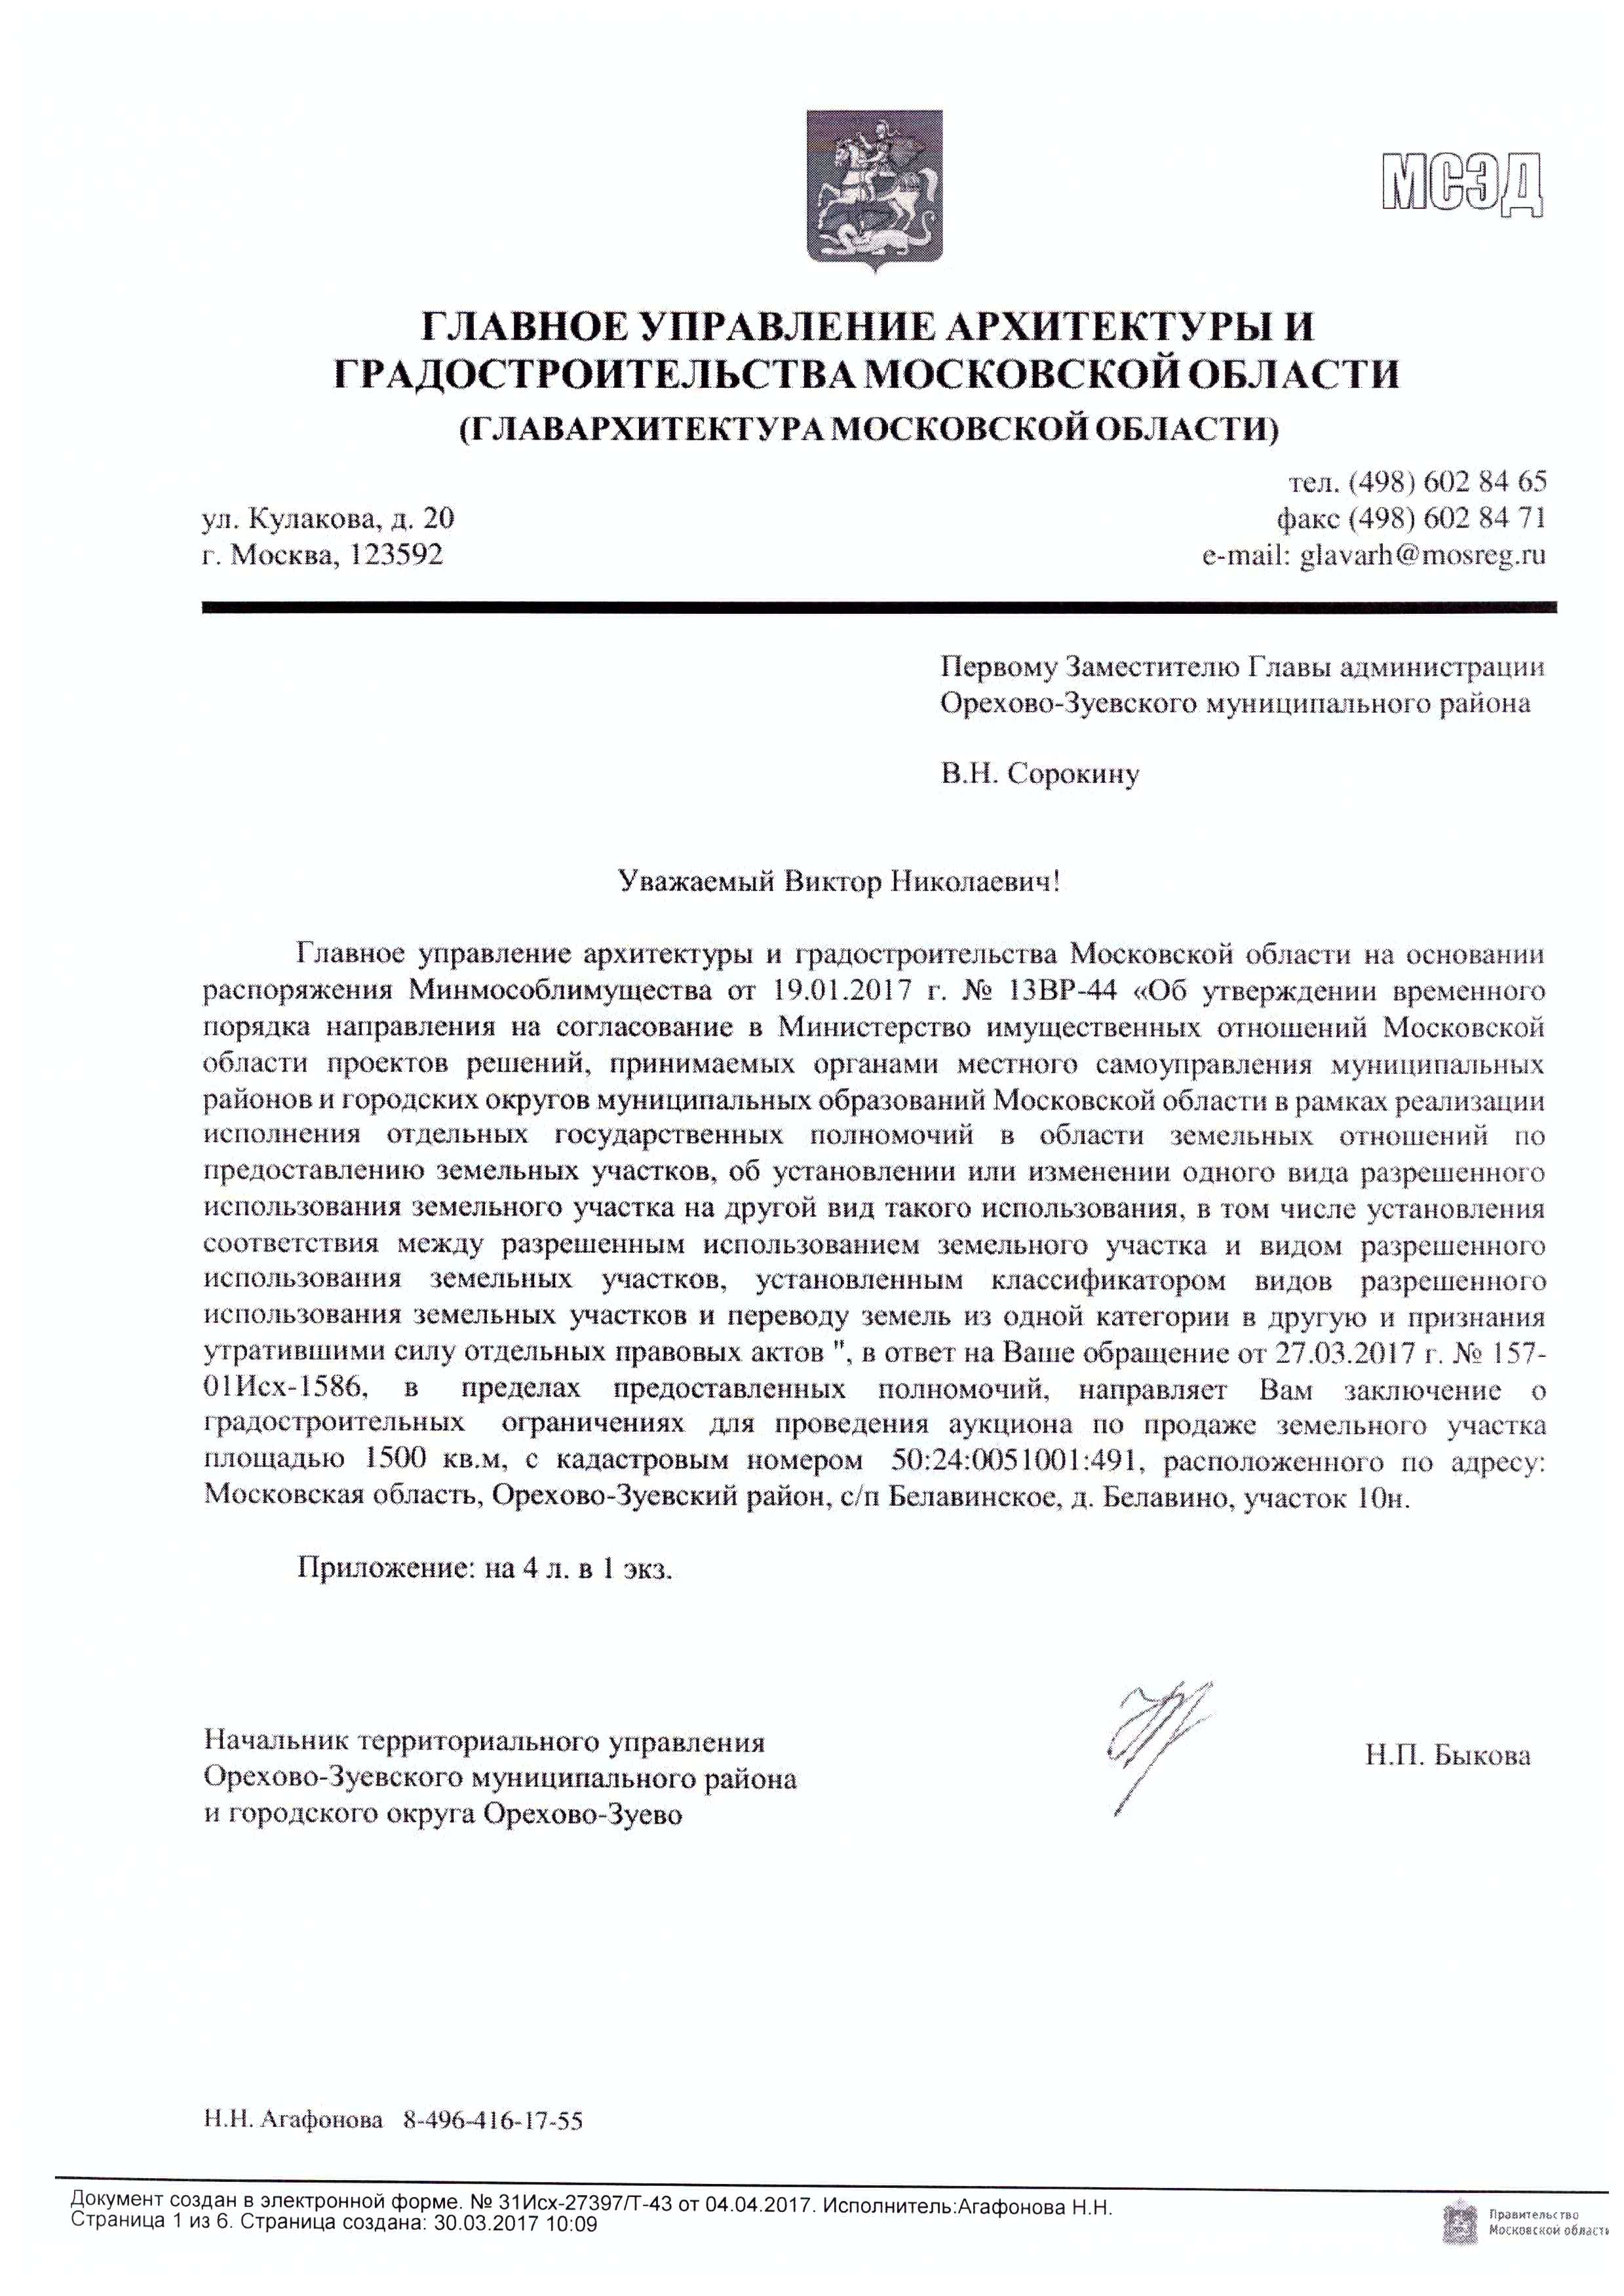 МСЭД
ГЛАВНОЕ УПРАВЛЕНИЕ АРХИТЕКТУРЫ И
ГРАДОСТРОИТЕЛЬСТВА МОСКОВСКОЙ ОБЛАСТИ
(ГЛАВАРХИТЕКТУРА МОСКОВСКОЙ ОБЛАСТИ)
тел. (498) 602 84 65
ул. Кулакова, д. 20 факс (498) 602 84 71
г. Москва, 123592 e-mail: glavarh@mosreg.ru
Первому Заместителю Главы администрации
Орехово-Зуевского муниципального района
В.Н. Сорокину
Уважаемый Виктор Николаевич!
Главное управление архитектуры и градостроительства Московской области на основании
распоряжения Минмособлимущества от 19.01.2017 г. № 13ВР-44 «Об утверждении временного
порядка направления на согласование в Министерство имущественных отношений Московской
области проектов решений, принимаемых органами местного самоуправления муниципальных
районов и городских округов муниципальных образований Московской области в рамках реализации
исполнения отдельных государственных полномочий в области земельных отношений по
предоставлению земельных участков, об установлении или изменении одного вида разрешенного
использования земельного участка на другой вид такого использования, в том числе установления
соответствия между разрешенным использованием земельного участка и видом разрешенного
использования земельных участков, установленным классификатором видов разрешенного
использования земельных участков и переводу земель из одной категории в другую и признания
утратившими силу отдельных правовых актов ", в ответ на Ваше обращение от 27.03.2017 г. № 157-
01Исх-1586, в пределах предоставленных полномочий, направляет Вам заключение о
градостроительных ограничениях для проведения аукциона по продаже земельного участка
площадью 1500 кв.м, с кадастровым номером 50:24:0051001:491, расположенного по адресу:
Московская область, Орехово-Зуевский район, с/п Белавинское, д. Белавино, участок 10н.
Приложение: на 4 л. в 1 экз.
Начальник территориального управления
Орехово-Зуевского муниципального района
и городского округа Орехово-Зуево
Н.П. Быкова
Н.Н. Агафонова 8-496-416-17-55
Документ создан в электронной форме. № 31Исх-27397/Т-43 от 04.04.2017. Исполнитель:Агафонова Н.Н.
Страница 1 из 6. Страница создана: 30.03.2017 10:09
Правительство
Московской области